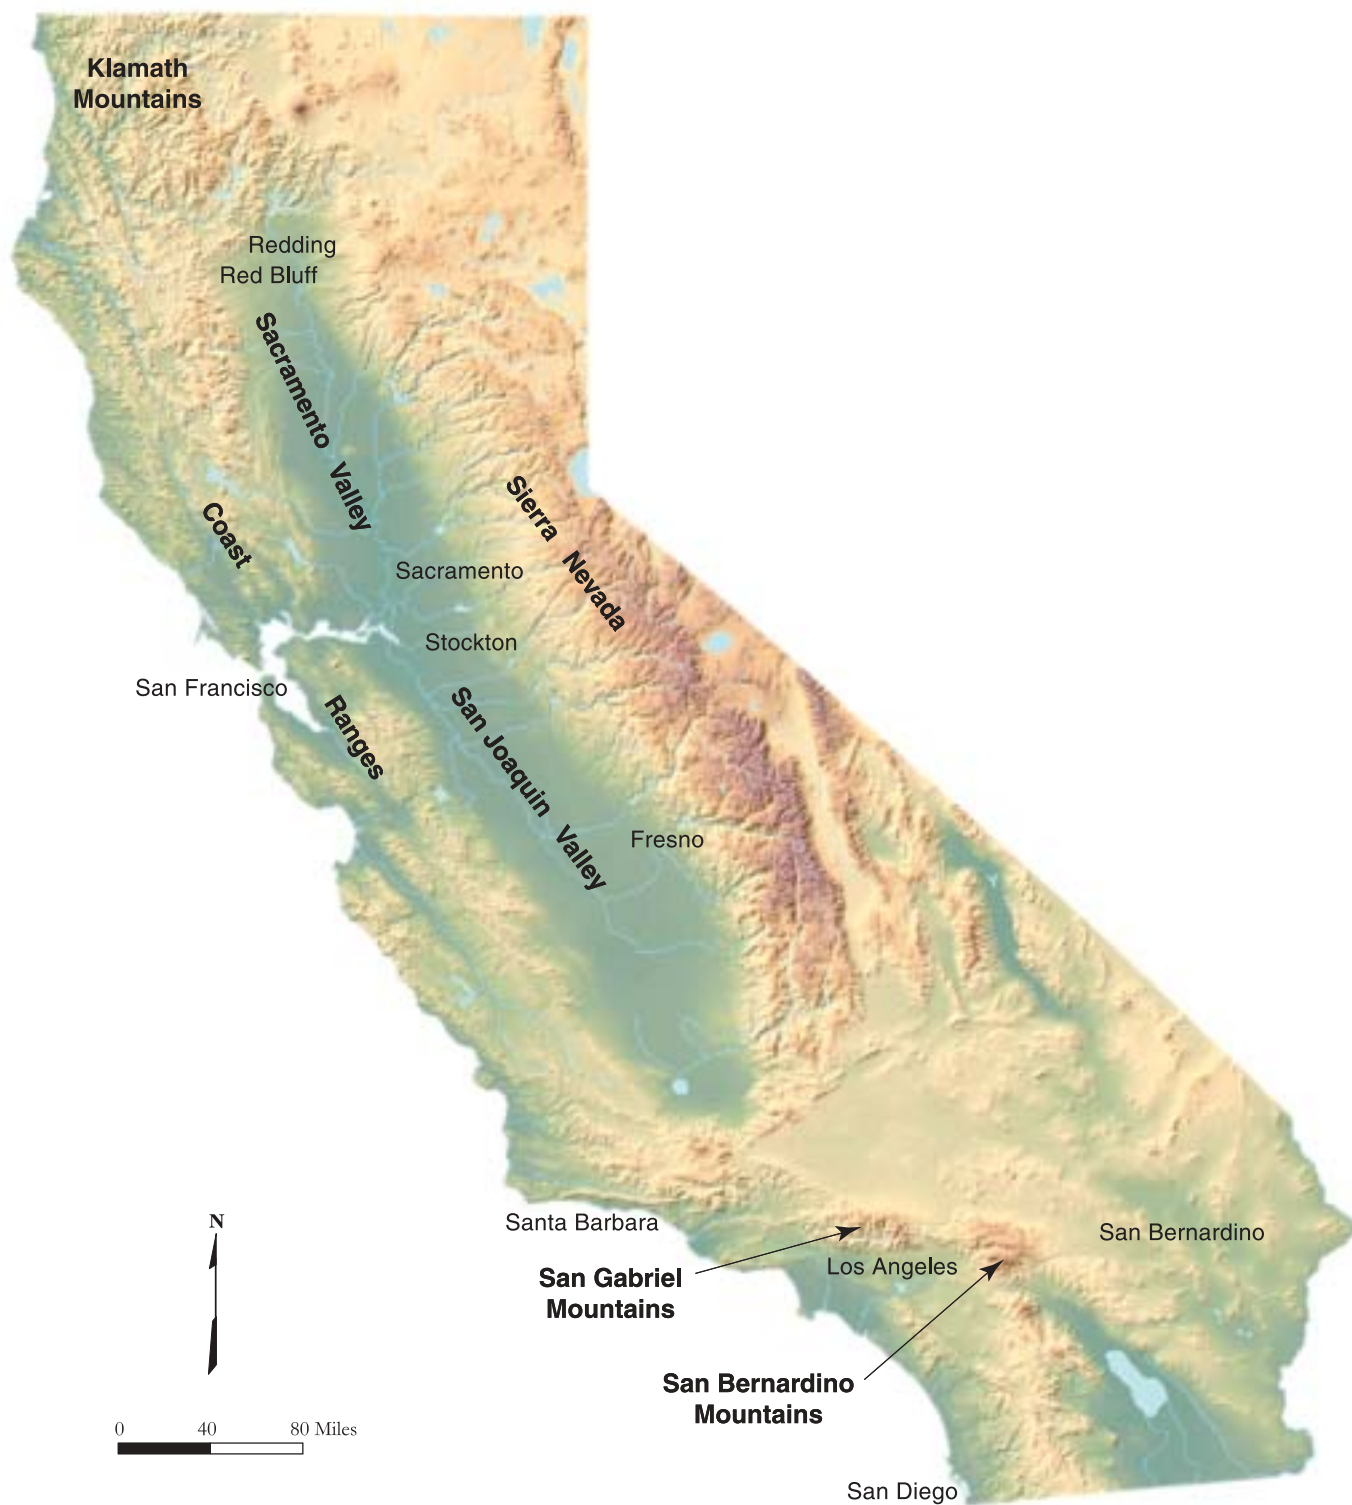 Klamath
Mountains
Redding
Red Bluff
Sacramento Valley
Sierra Nevada
Coast
Sacramento
Stockton
San Francisco
Ranges
San Joaquin Valley
Fresno
N
Santa Barbara
San Bernardino
San Gabriel
Mountains
Los Angeles
San Bernardino
Mountains
0 40 80 Miles
San Diego